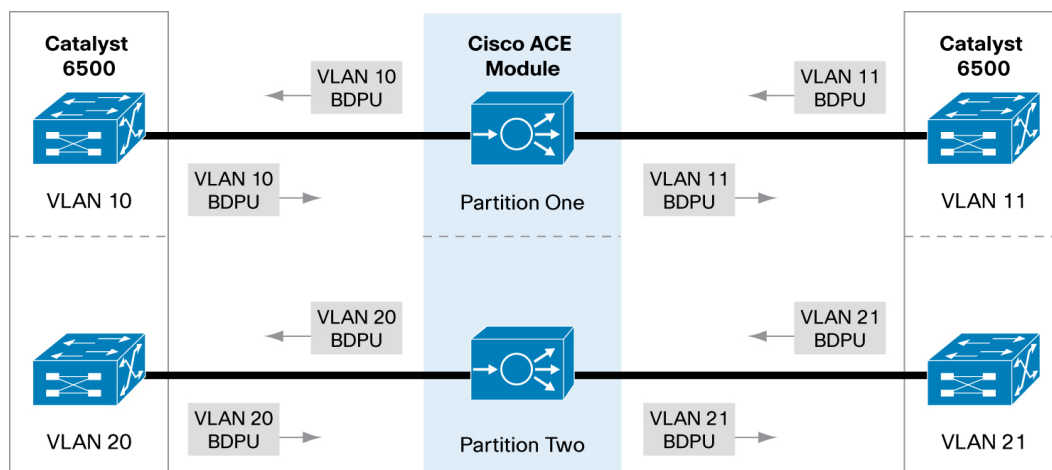 Catalyst
6500
Cisco ACE
Module
Catalyst
6500
VLAN 10
BDPU
VLAN 11
BDPU
VLAN 10
BDPU
VLAN 11
BDPU
VLAN 10
Partition One
VLAN 11
VLAN 20
BDPU
VLAN 21
BDPU
VLAN 20
BDPU
VLAN 21
BDPU
VLAN 20
Partition Two
VLAN 21